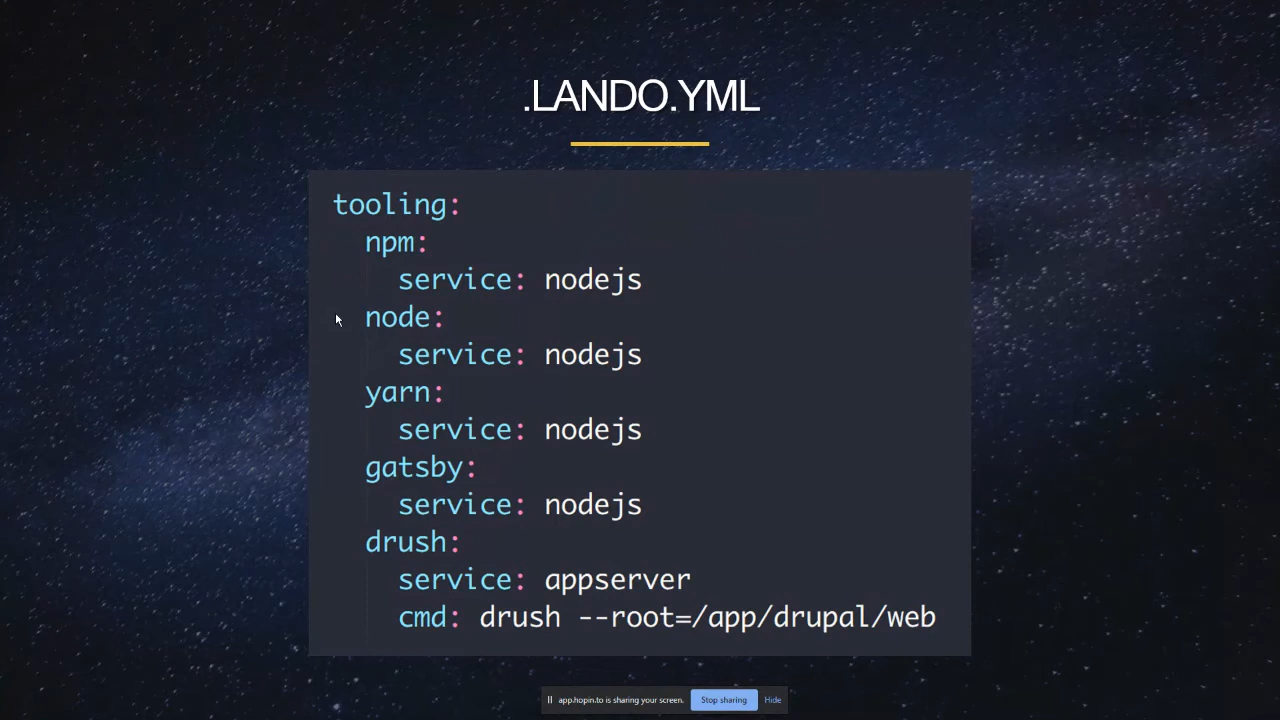 .LANDO.YML
tooling:
  npm:
    service: nodejs
  node:
    service: nodejs
  yarn:
    service: nodejs
  gatsby:
    service: nodejs
  drush:
    service: appserver
    cmd: drush --root=/app/drupal/web
app.hopin.to is sharing your screen. Stop sharing Hide